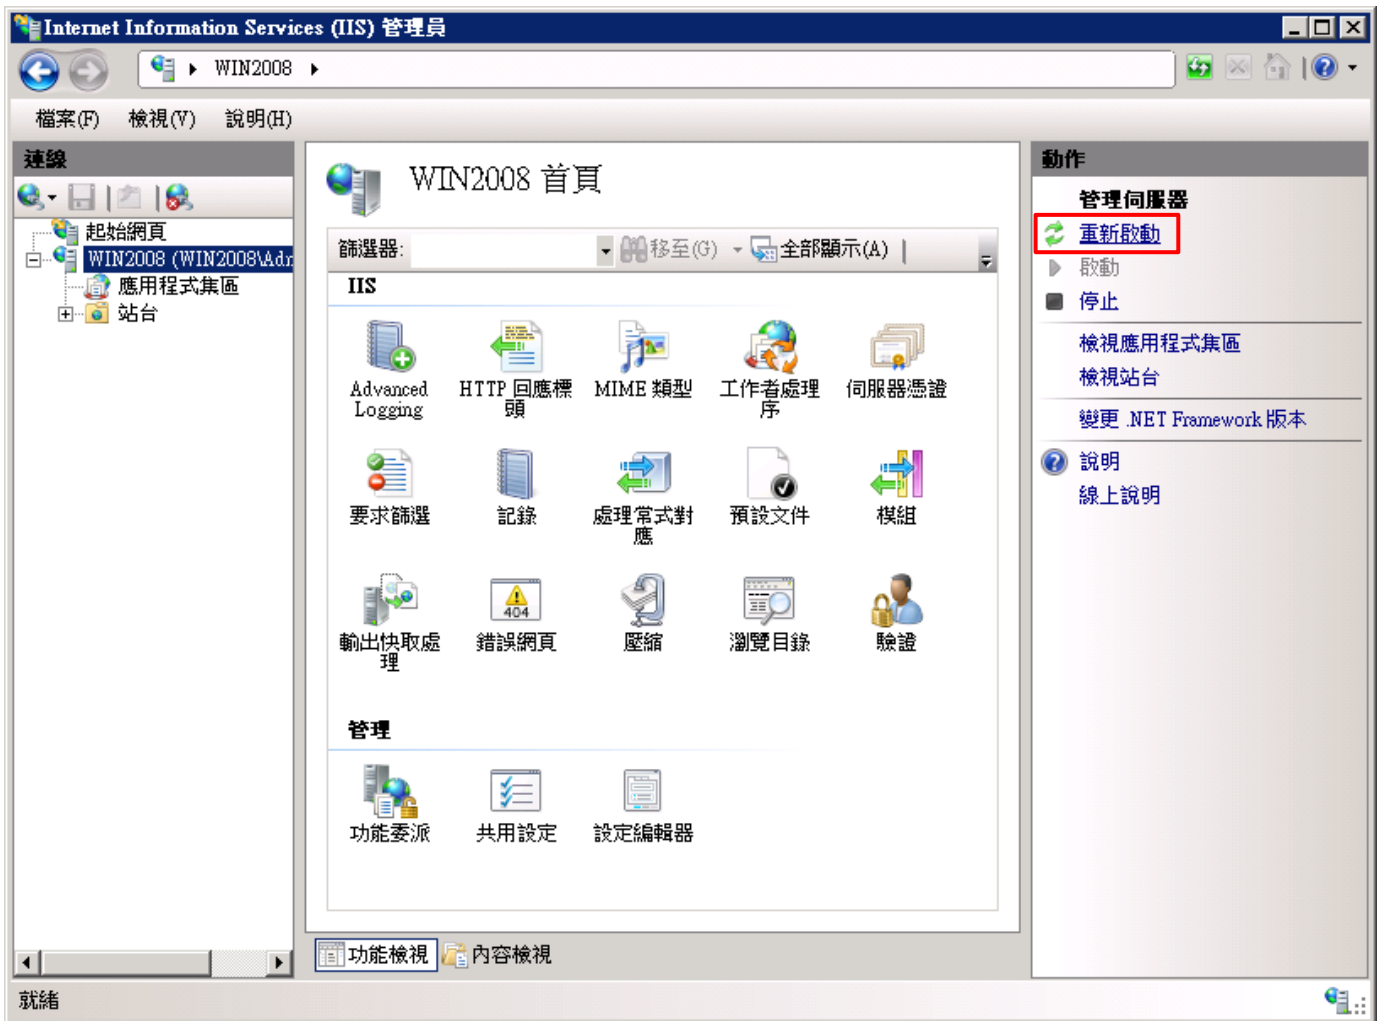 Internet Information Services (IIS) 管理員
WIN2008
檔案(F) 檢視(V) 說明(H)
連線
起始網頁
WIN2008 (WIN2008\Adr
應用程式集區
站台
WIN2008 首頁
篩選器: 移至(G) 全部顯示(A)
IIS
Advanced
Logging
HTTP 回應標
頭
MIME 類型
工作者處理
序
伺服器憑證
要求篩選
記錄
處理常式對
應
預設文件
模組
輸出快取處
理
404
錯誤網頁
壓縮
瀏覽目錄
驗證
管理
功能委派
共用設定
設定編輯器
功能檢視
內容檢視
動作
管理伺服器
重新啟動
啟動
停止
檢視應用程式集區
檢視站台
變更 .NET Framework 版本
說明
線上說明
就緒